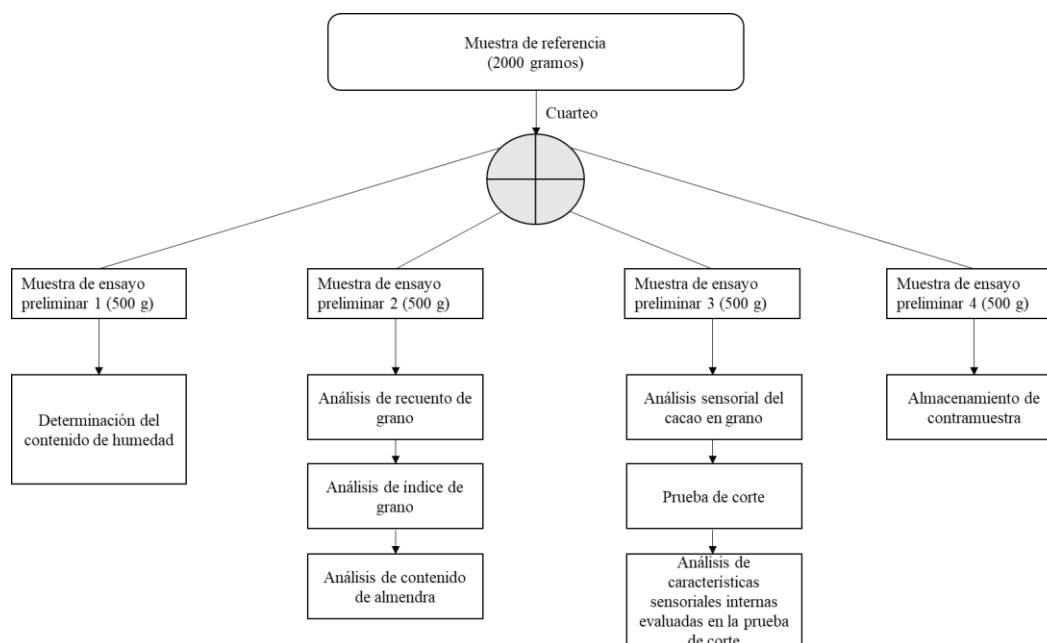 Muestra de referencia
(2000 gramos)
Cuarteo
Muestra de ensayo
preliminar 1 (500 g)
Muestra de ensayo
preliminar 2 (500 g)
Muestra de ensayo
preliminar 3 (500 g)
Muestra de ensayo
preliminar 4 (500 g)
Determinación del
contenido de humedad
Análisis de recuento de
grano
Análisis sensorial del
cacao en grano
Almacenamiento de
contramuestra
Análisis de índice de
grano
Prueba de corte
Análisis de contenido
de almendra
Análisis de
características
sensoriales internas
evaluadas en la prueba
de corte